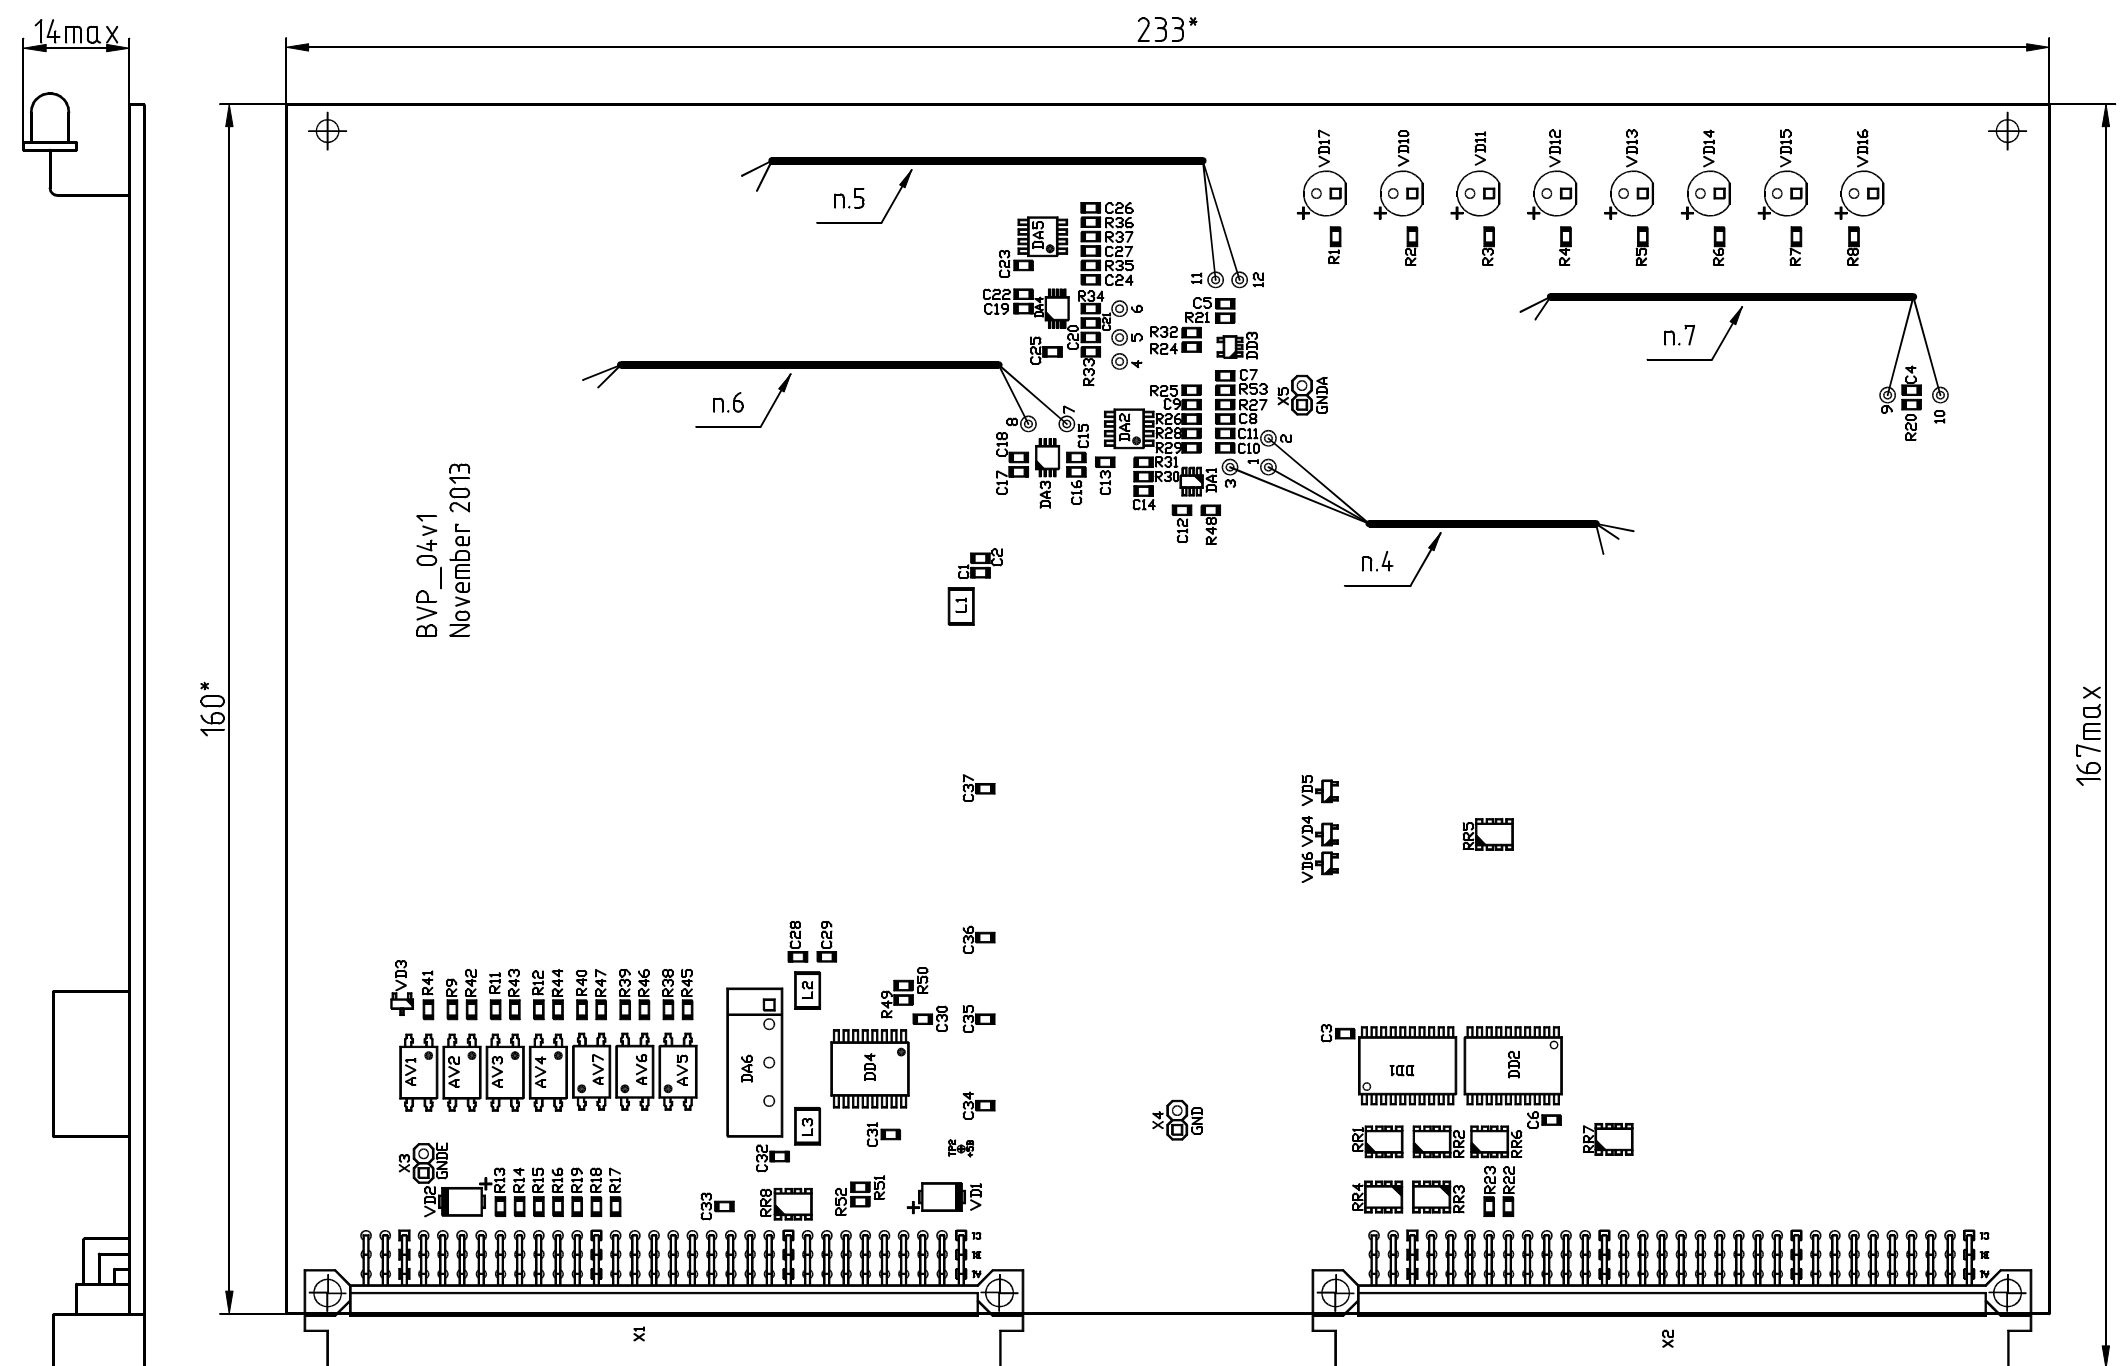 14max
233*
160*
167max
BVP_04v1
November 2013
n.5
n.6
n.7
n.4
VD17
VD10
VD11
VD12
VD13
VD14
VD15
VD16
+
+
+
+
+
+
+
+
R1
R2
R3
R4
R5
R6
R7
R8
C26
R36
R37
C27
R35
C24
DA5
C23
C22
C19
DA4
R34
C21
C20
C25
R33
6
5
4
11
12
C5
R21
R32
R24
DD3
C7
R25
R53
C9
R27
R26
C8
R28
C11
R29
C10
DA2
X5
GNDA
8
7
C18
C15
C17
DA3
C16
C13
R31
R30
C14
DA1
C12
R48
1
2
3
9
10
C4
R20
C1
C2
L1
C37
C36
C35
C34
VD5
VD4
VD6
RR5
C28
C29
L2
L3
DA6
R49
R50
C30
DD4
C31
C32
VD3
R41
R9
R42
R11
R43
R12
R44
R40
R47
R39
R46
R38
R45
AV1
AV2
AV3
AV4
AV7
AV6
AV5
X3
GNDE
VD2
+
R13
R14
R15
R16
R19
R18
R17
C33
RR8
R52
R51
+
VD1
TP2
+5B
X4
GND
C3
DD1
DD2
C6
RR1
RR2
RR6
RR7
RR4
RR3
R23
R22
C1
B1
A1
C1
B1
A1
X1
X2